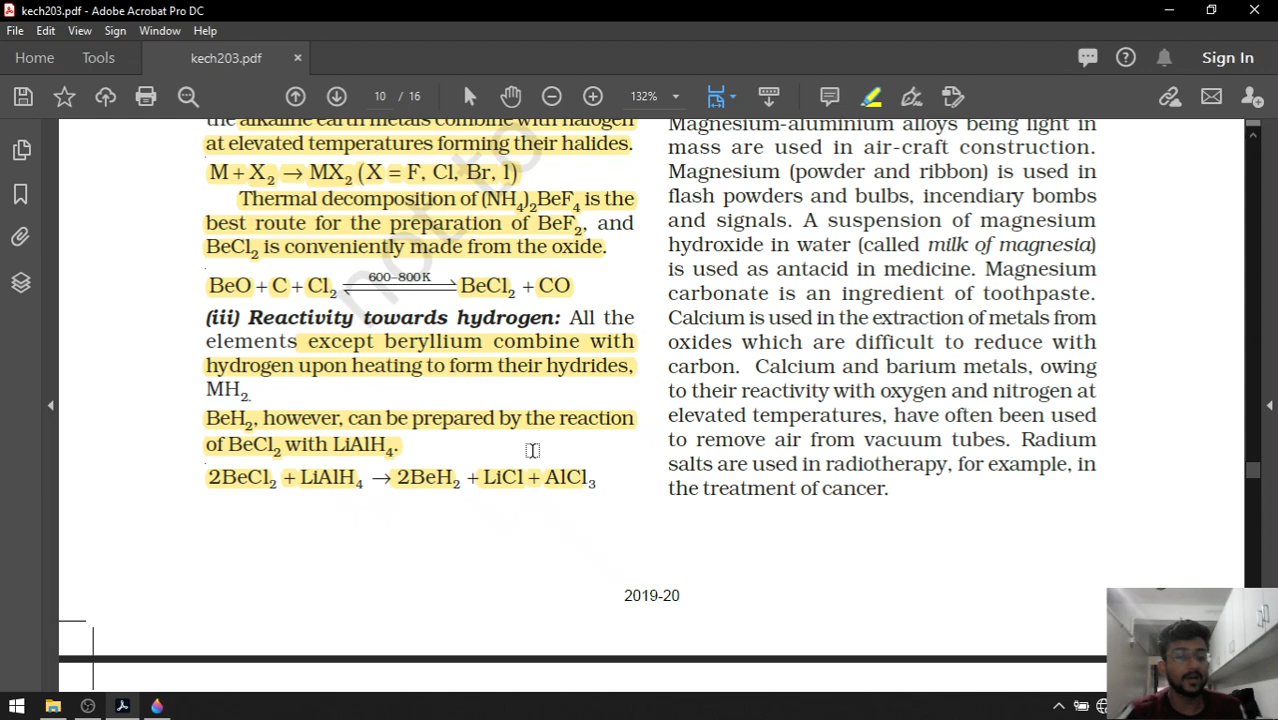 kech203.pdf - Adobe Acrobat Pro DC
File Edit View Sign Window Help
Home Tools kech203.pdf × Sign In
10 / 16 132%
the alkaline earth metals combine with halogen
at elevated temperatures forming their halides.
M + X₂ → MX₂ (X = F, Cl, Br, l)
Thermal decomposition of (NH₄)₂BeF₄ is the
best route for the preparation of BeF₂, and
BeCl₂ is conveniently made from the oxide.
600–800K
BeO + C + Cl₂ ⇌ BeCl₂ + CO
(iii) Reactivity towards hydrogen: All the
elements except beryllium combine with
hydrogen upon heating to form their hydrides,
MH₂.
BeH₂, however, can be prepared by the reaction
of BeCl₂ with LiAlH₄.
2BeCl₂ + LiAlH₄ → 2BeH₂ + LiCl + AlCl₃
Magnesium-aluminium alloys being light in
mass are used in air-craft construction.
Magnesium (powder and ribbon) is used in
flash powders and bulbs, incendiary bombs
and signals. A suspension of magnesium
hydroxide in water (called milk of magnesia)
is used as antacid in medicine. Magnesium
carbonate is an ingredient of toothpaste.
Calcium is used in the extraction of metals from
oxides which are difficult to reduce with
carbon. Calcium and barium metals, owing
to their reactivity with oxygen and nitrogen at
elevated temperatures, have often been used
to remove air from vacuum tubes. Radium
salts are used in radiotherapy, for example, in
the treatment of cancer.
not to
2019-20